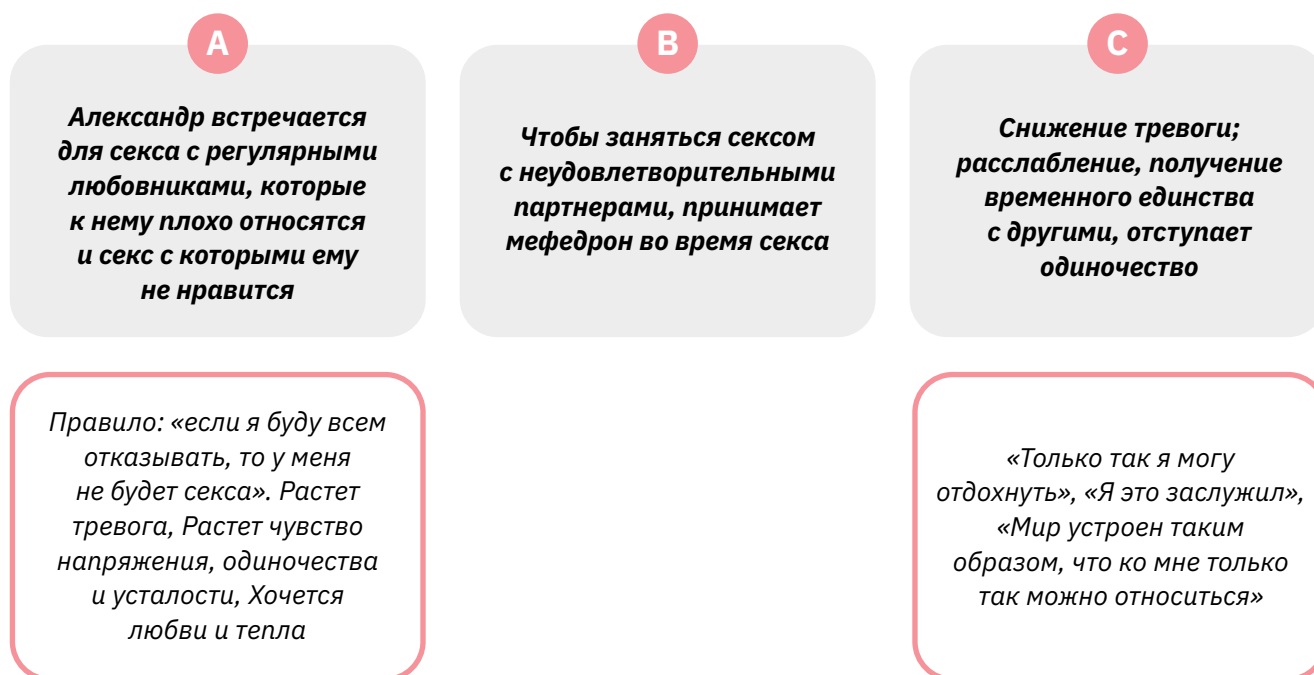 A
Александр встречается
для секса с регулярными
любовниками, которые
к нему плохо относятся
и секс с которыми ему
не нравится
B
Чтобы заняться сексом
с неудовлетворительными
партнерами, принимает
мефедрон во время секса
C
Снижение тревоги;
расслабление, получение
временного единства
с другими, отступает
одиночество
Правило: «если я буду всем
отказывать, то у меня
не будет секса». Растет
тревога, Растет чувство
напряжения, одиночества
и усталости, Хочется
любви и тепла
«Только так я могу
отдохнуть», «Я это заслужил»,
«Мир устроен таким
образом, что ко мне только
так можно относиться»